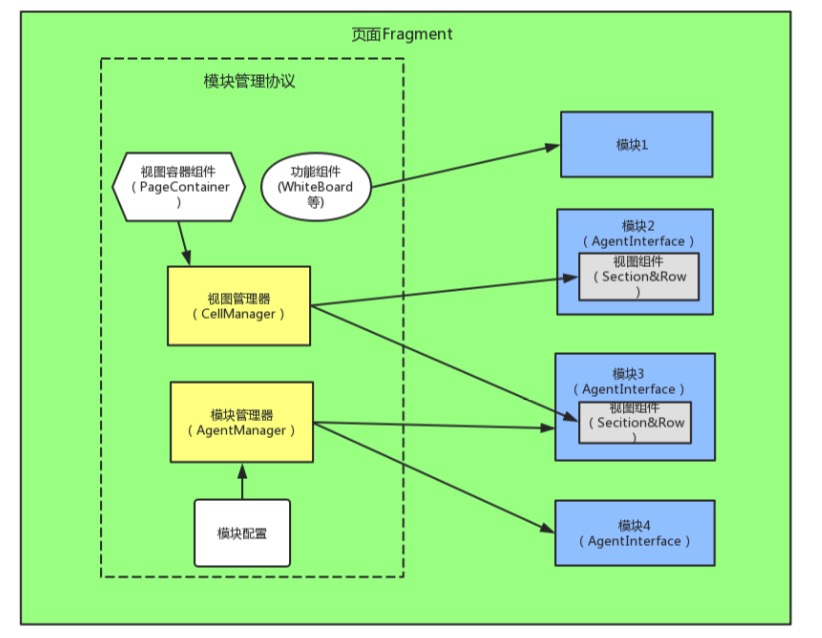 页面Fragment
模块管理协议
视图容器组件
（PageContainer
）
功能组件
(WhiteBoard
等)
视图管理器
（CellManager）
模块管理器
（AgentManager）
模块配置
模块1
模块2
（AgentInterface）
视图组件
（Section&Row
）
模块3
（AgentInterface）
视图组件
（Secition&Row
）
模块4
（AgentInterface）